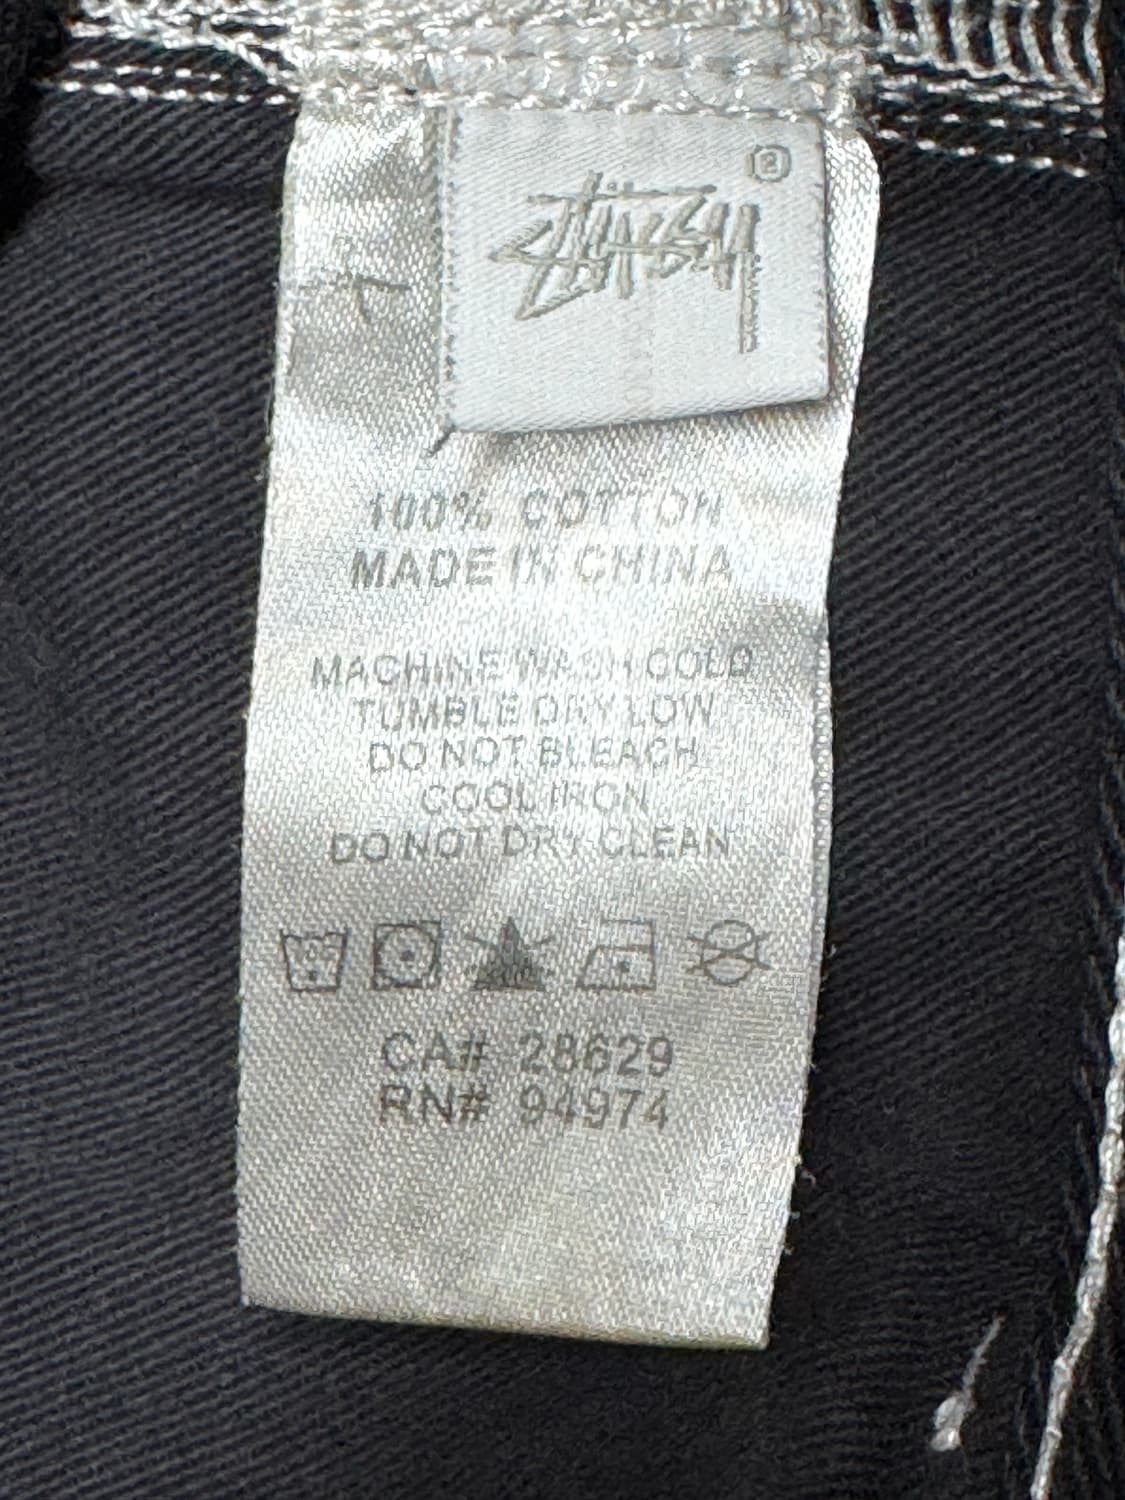 STÜSSY
®
100% COTTON
MADE IN CHINA
MACHINE WASH COLD
TUMBLE DRY LOW
DO NOT BLEACH
COOL IRON
DO NOT DRY CLEAN
CA# 28629
RN# 94974